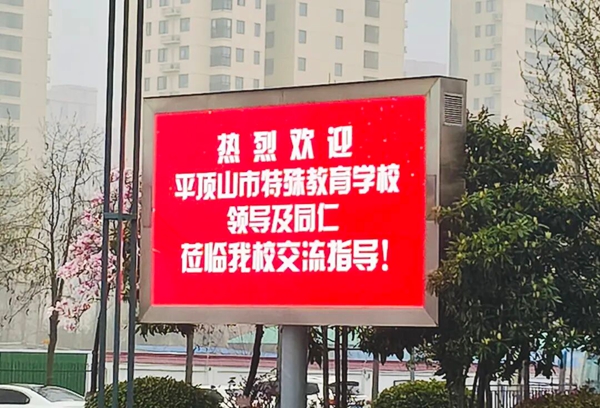 热烈欢迎
平顶山市特殊教育学校
领导及同仁
莅临我校交流指导!